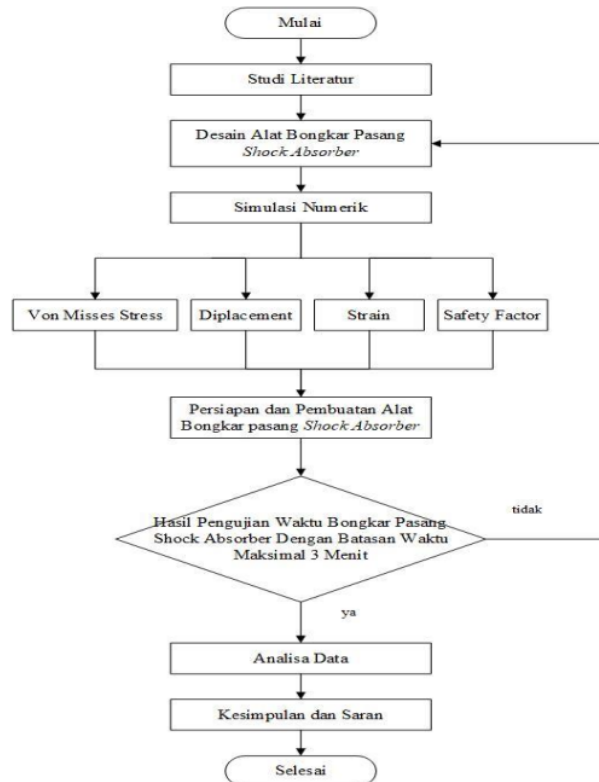 Mulai
Studi Literatur
Desain Alat Bongkar Pasang
Shock Absorber
Simulasi Numerik
Von Misses Stress
Diplacement
Strain
Safety Factor
Persiapan dan Pembuatan Alat
Bongkar pasang Shock Absorber
Hasil Pengujian Waktu Bongkar Pasang
Shock Absorber Dengan Batasan Waktu
Maksimal 3 Menit
tidak
ya
Analisa Data
Kesimpulan dan Saran
Selesai